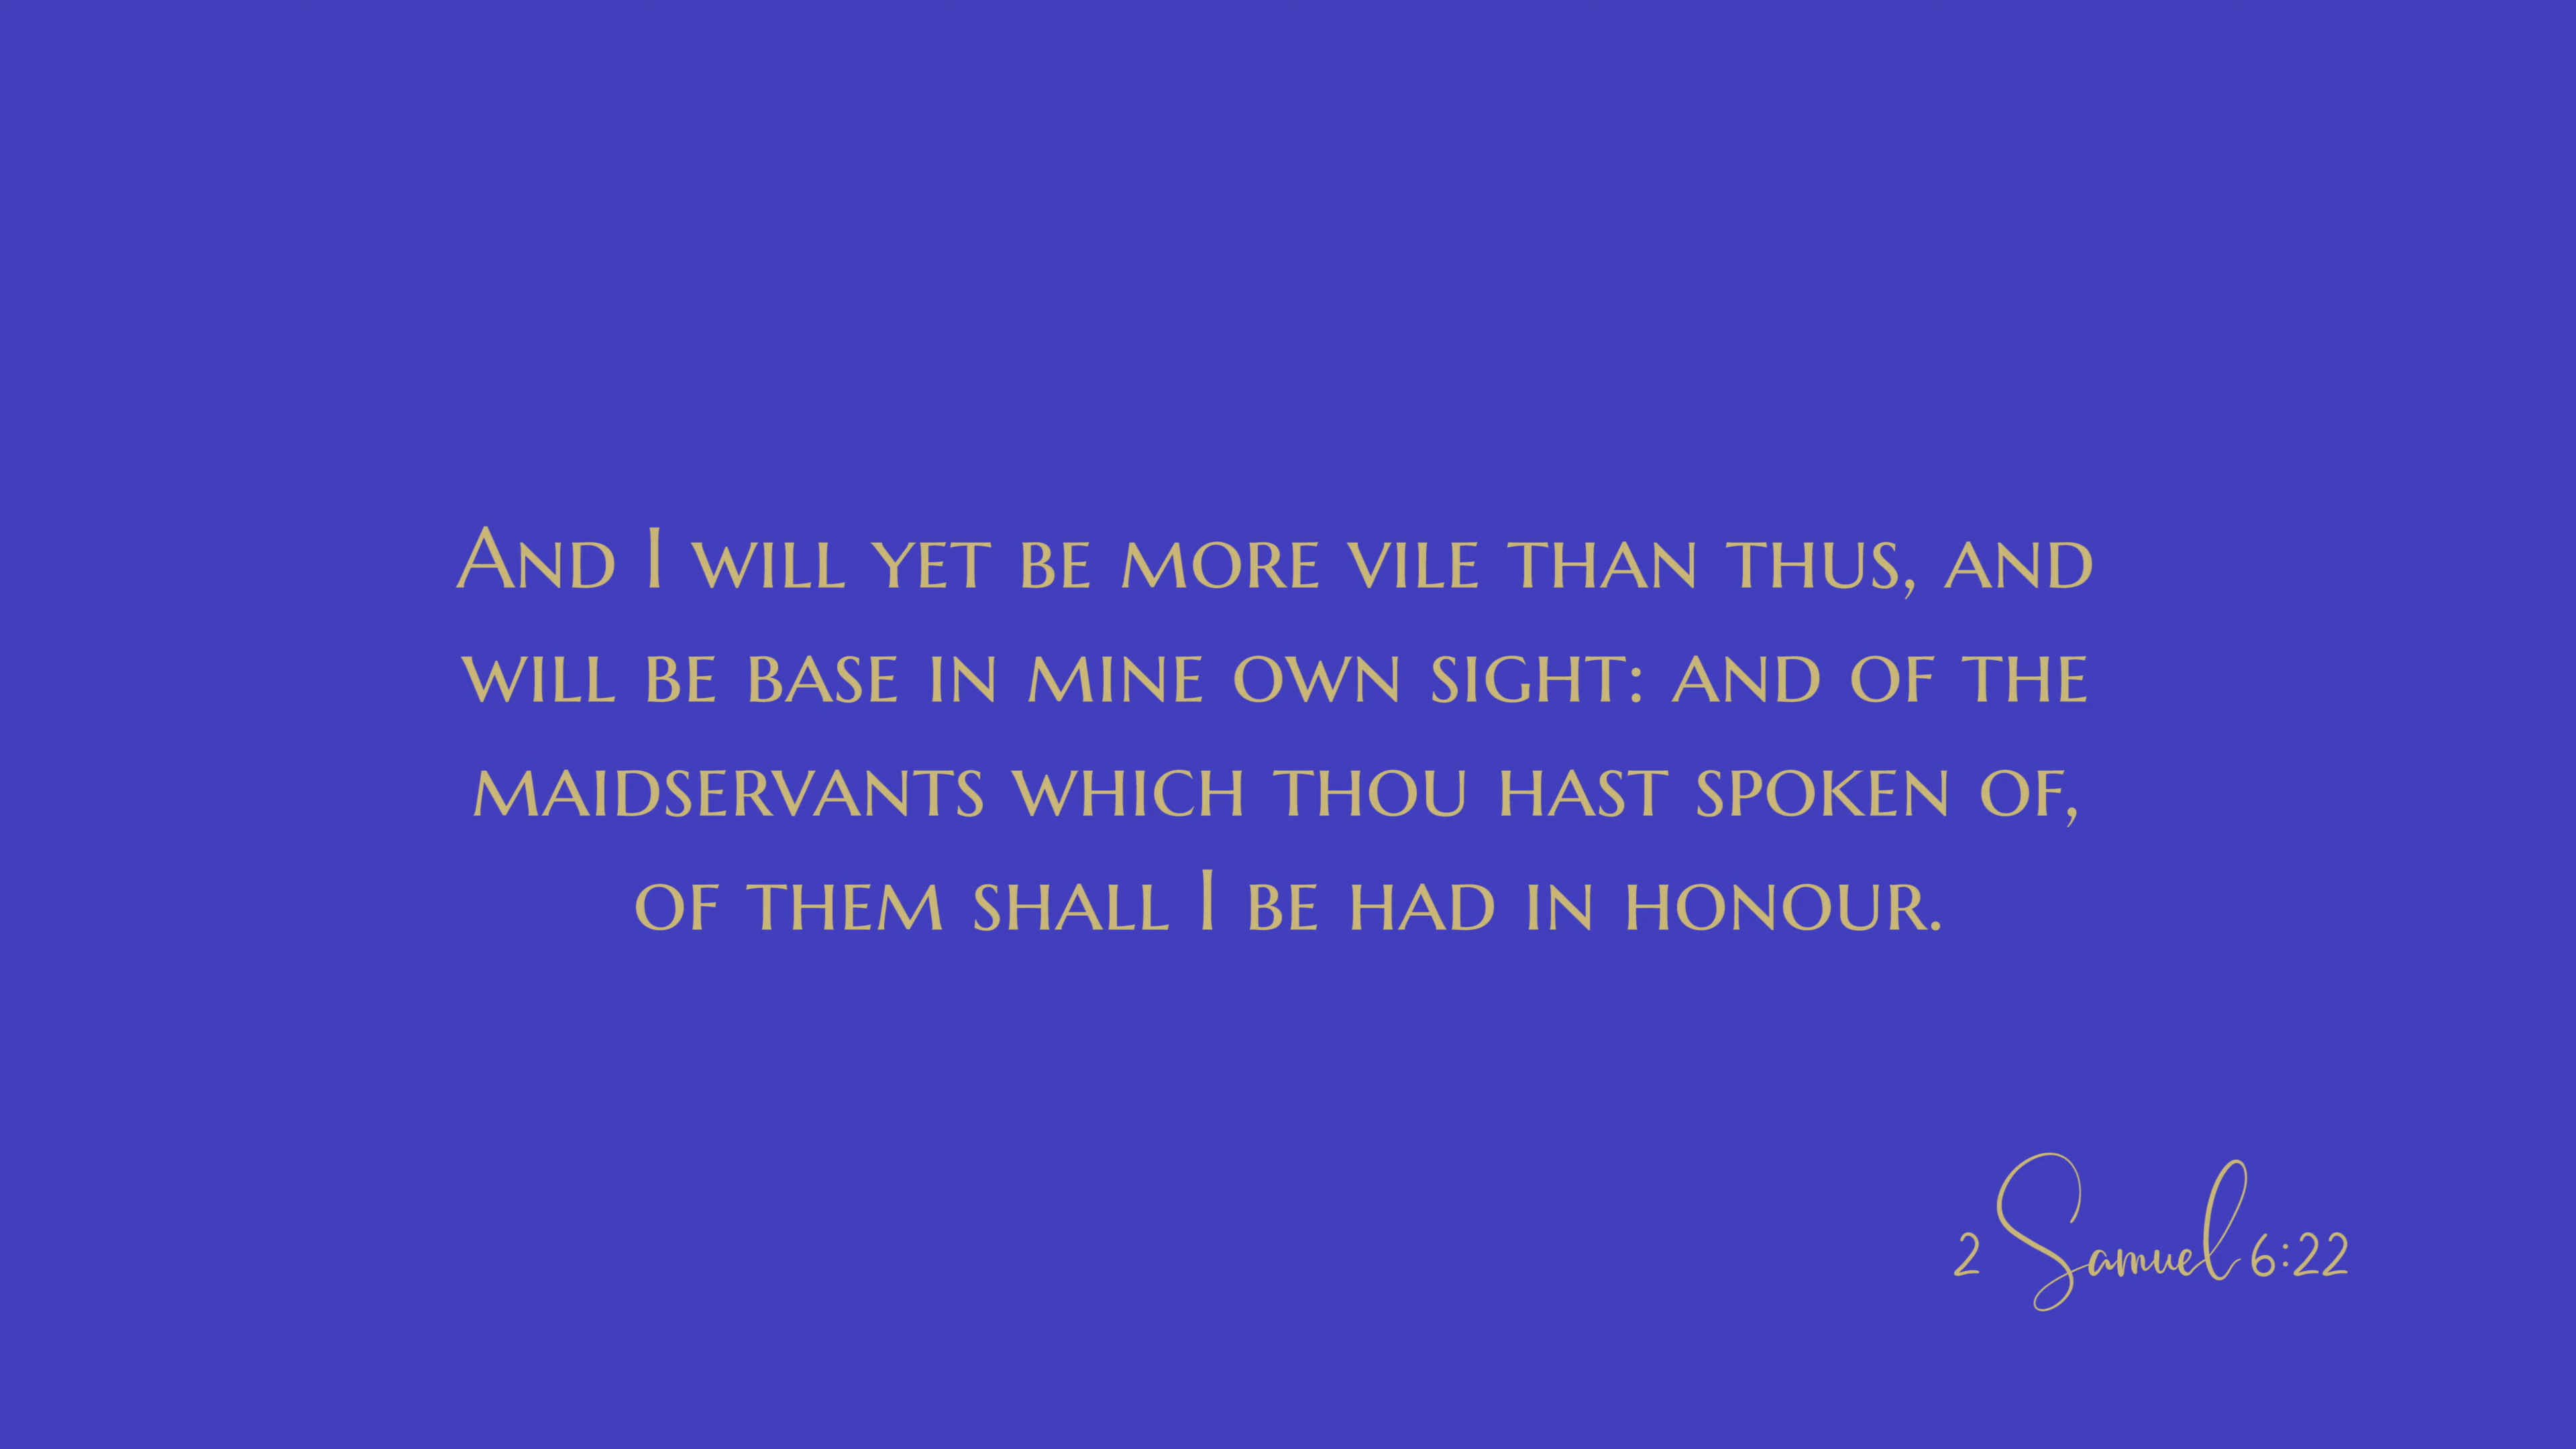 And I will yet be more vile than thus, and
will be base in mine own sight: and of the
maidservants which thou hast spoken of,
of them shall I be had in honour.
2 Samuel 6:22